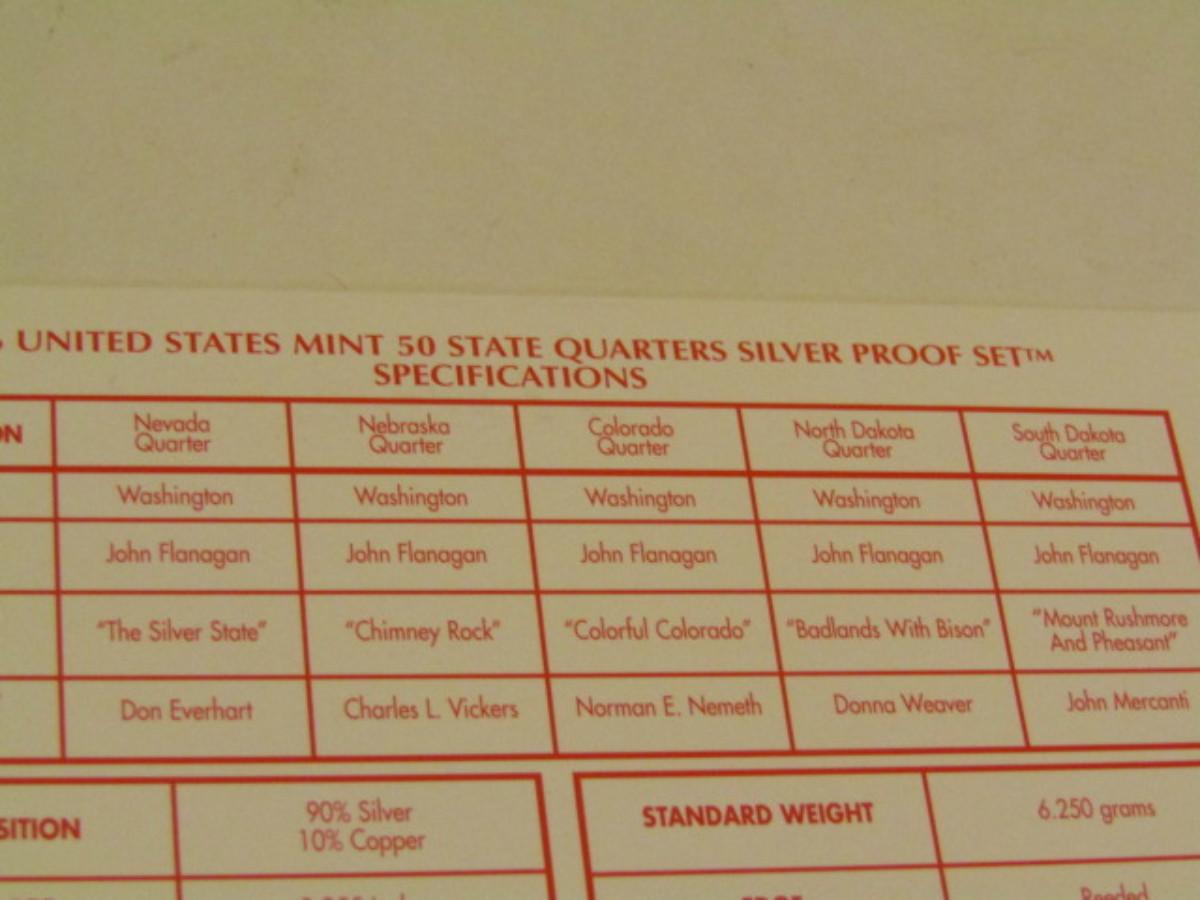 UNITED STATES MINT 50 STATE QUARTERS SILVER PROOF SET™
SPECIFICATIONS
Nevada Quarter Nebraska Quarter Colorado Quarter North Dakota Quarter South Dakota Quarter
Washington Washington Washington Washington Washington
John Flanagan John Flanagan John Flanagan John Flanagan John Flanagan
"The Silver State" "Chimney Rock" "Colorful Colorado" "Badlands With Bison" "Mount Rushmore And Pheasant"
Don Everhart Charles L. Vickers Norman E. Nemeth Donna Weaver John Mercanti
SITION 90% Silver 10% Copper STANDARD WEIGHT 6.250 grams
Reeded